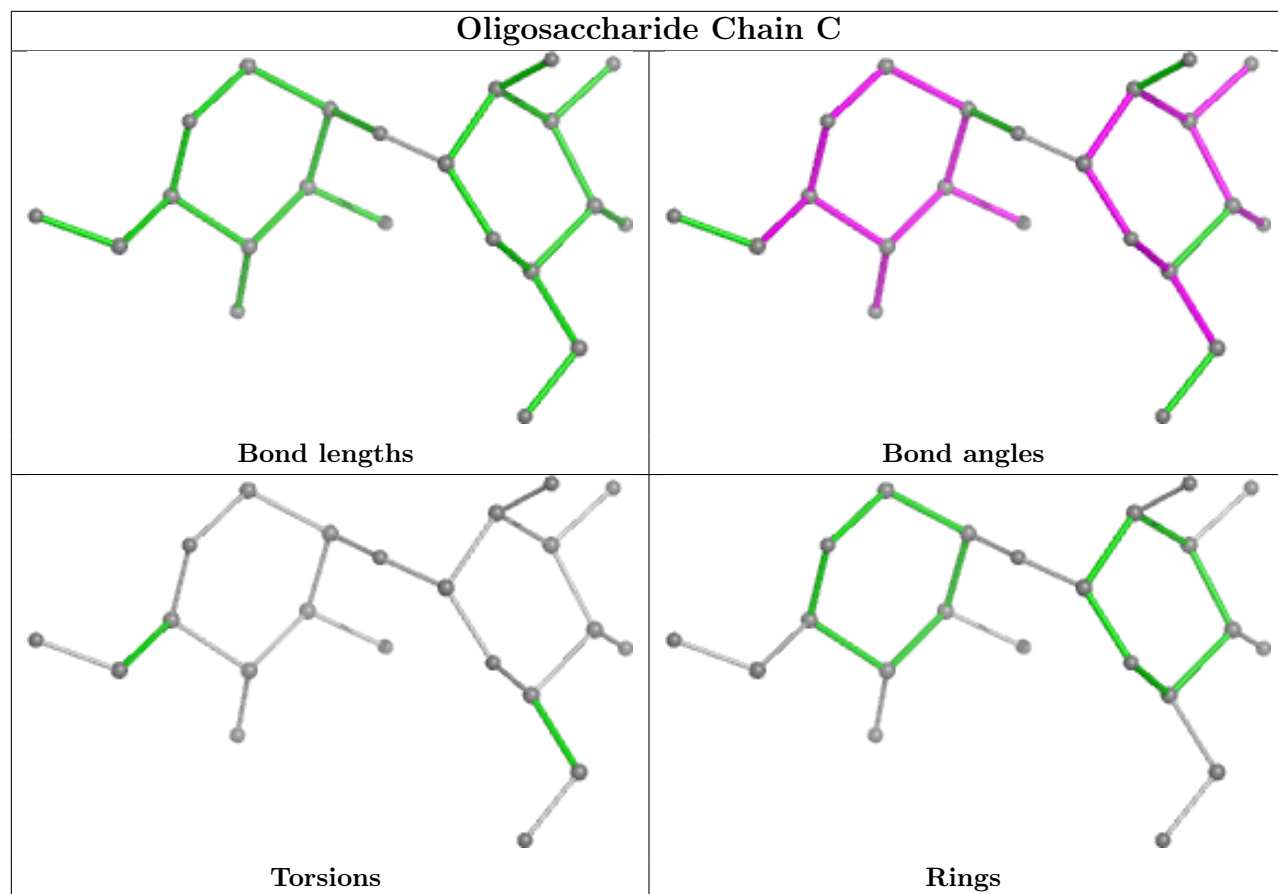 Oligosaccharide Chain C
Bond lengths
Bond angles
Torsions
Rings